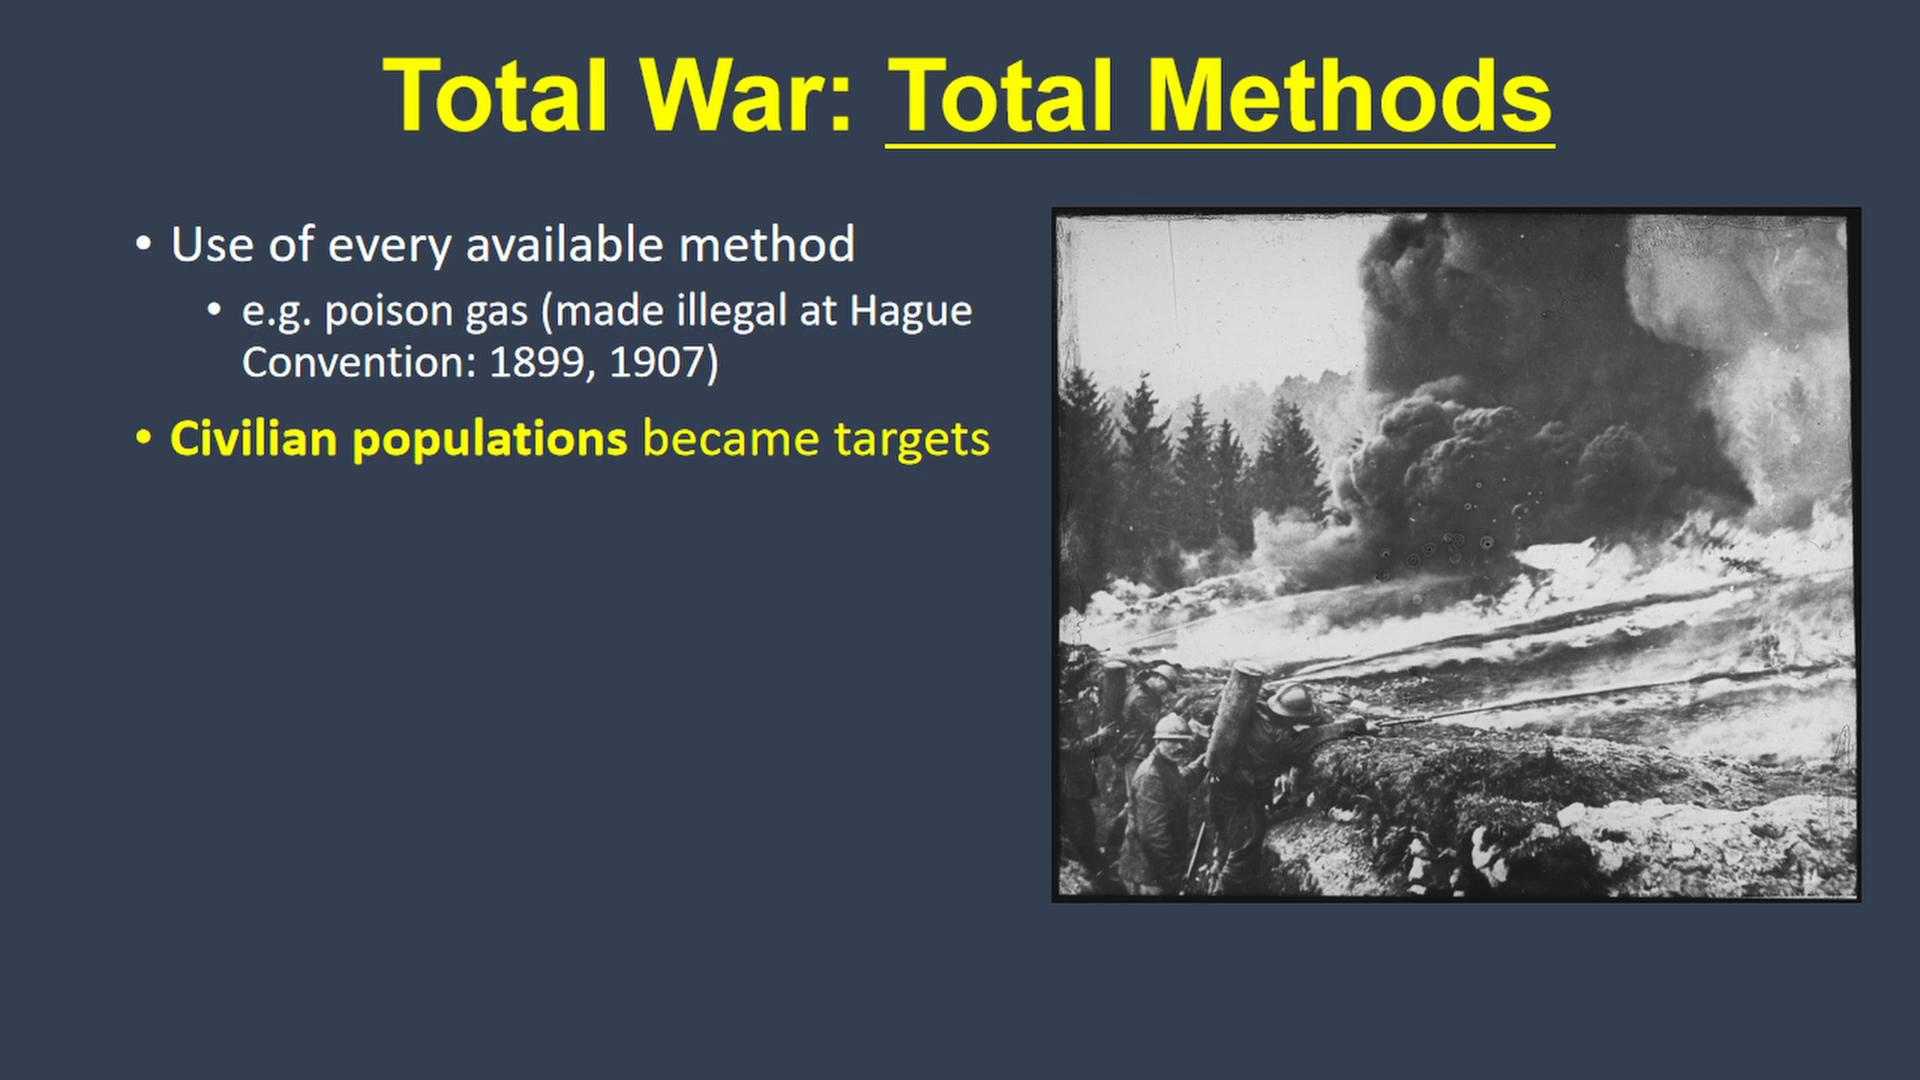 Total War: Total Methods
• Use of every available method
• e.g. poison gas (made illegal at Hague
Convention: 1899, 1907)
• Civilian populations became targets